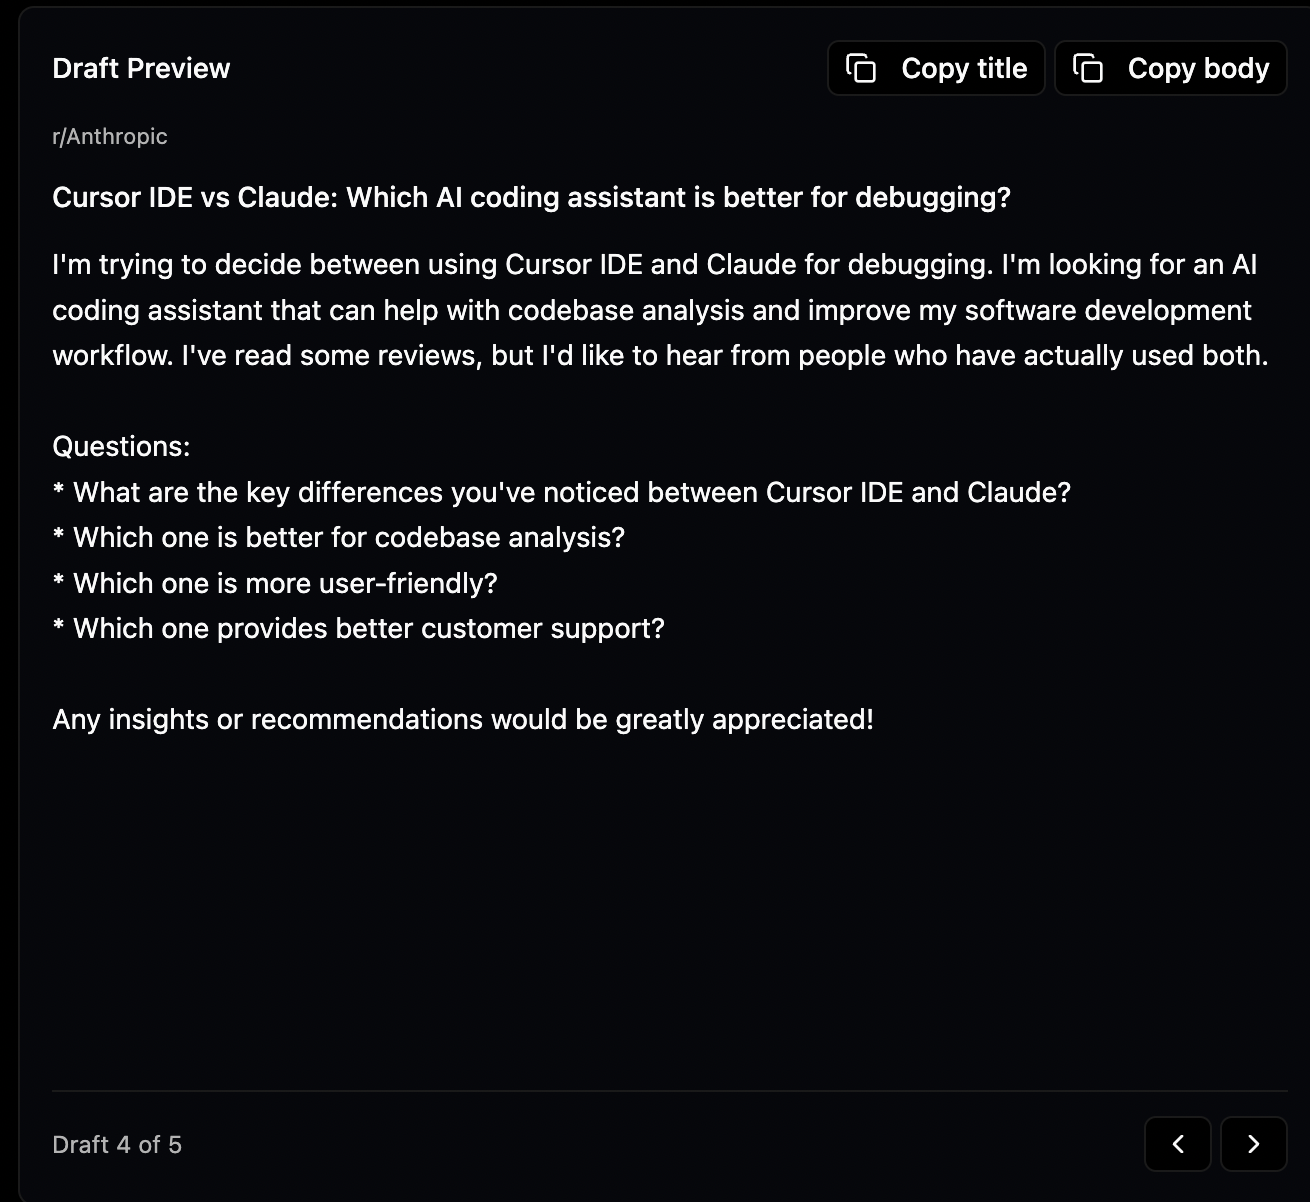 Draft Preview
Copy title
Copy body
r/Anthropic
Cursor IDE vs Claude: Which AI coding assistant is better for debugging?
I'm trying to decide between using Cursor IDE and Claude for debugging. I'm looking for an AI
coding assistant that can help with codebase analysis and improve my software development
workflow. I've read some reviews, but I'd like to hear from people who have actually used both.
Questions:
* What are the key differences you've noticed between Cursor IDE and Claude?
* Which one is better for codebase analysis?
* Which one is more user-friendly?
* Which one provides better customer support?
Any insights or recommendations would be greatly appreciated!
Draft 4 of 5